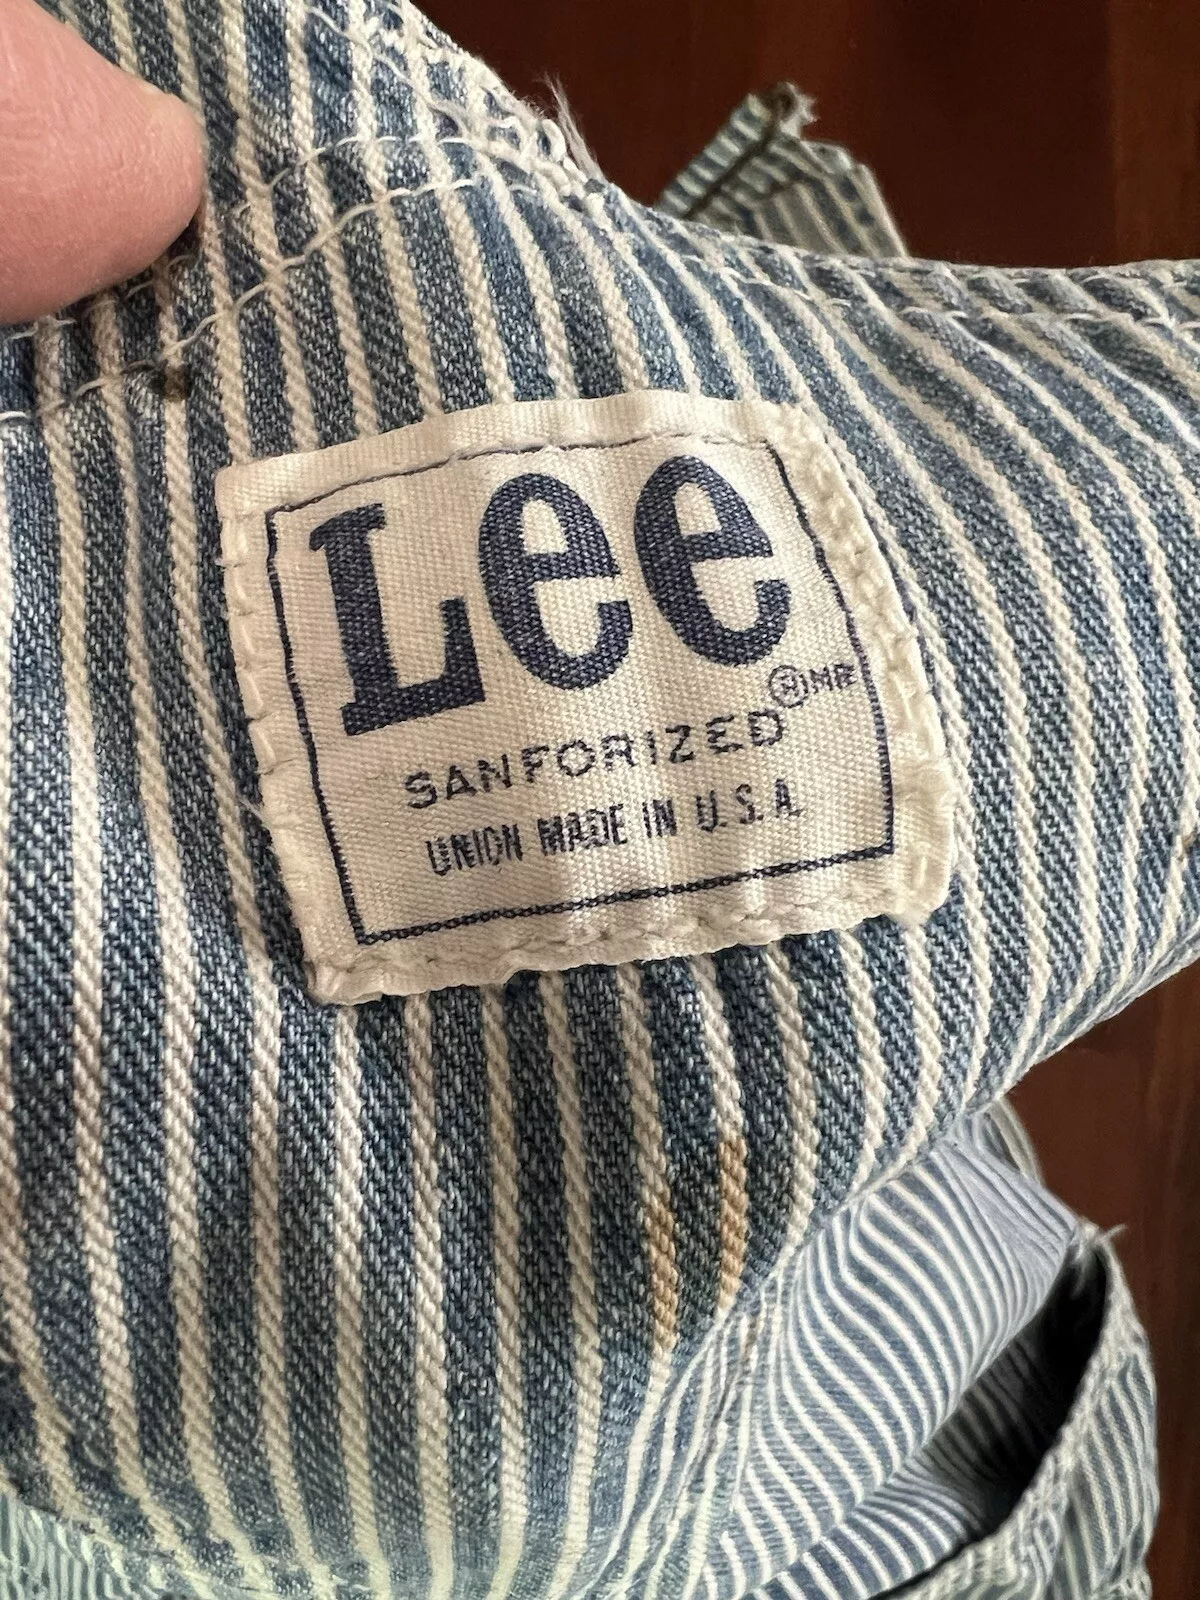 Lee
® MR
SANFORIZED
UNION MADE IN U.S.A.